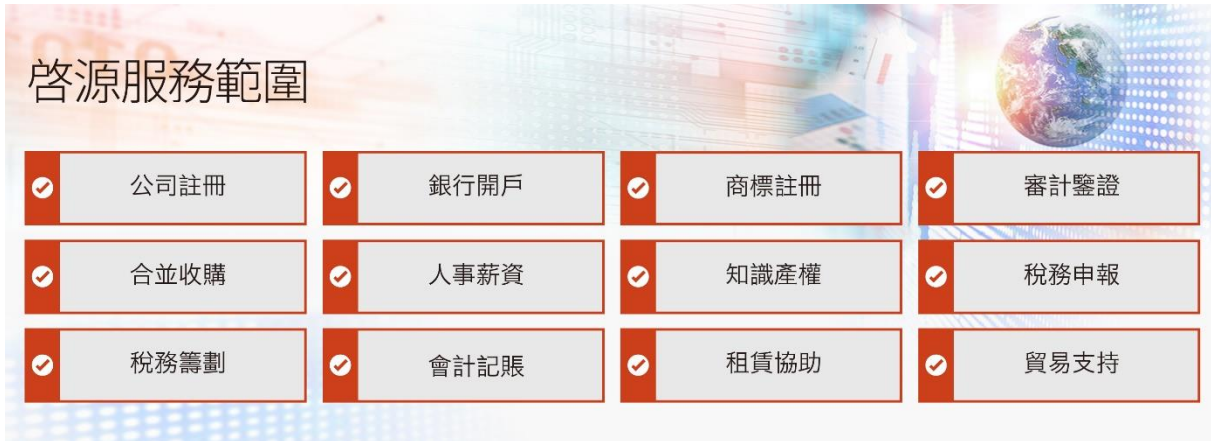 啓源服務範圍
公司註冊
銀行開戶
商標註冊
審計鑒證
合並收購
人事薪資
知識產權
稅務申報
稅務籌劃
會計記賬
租賃協助
貿易支持